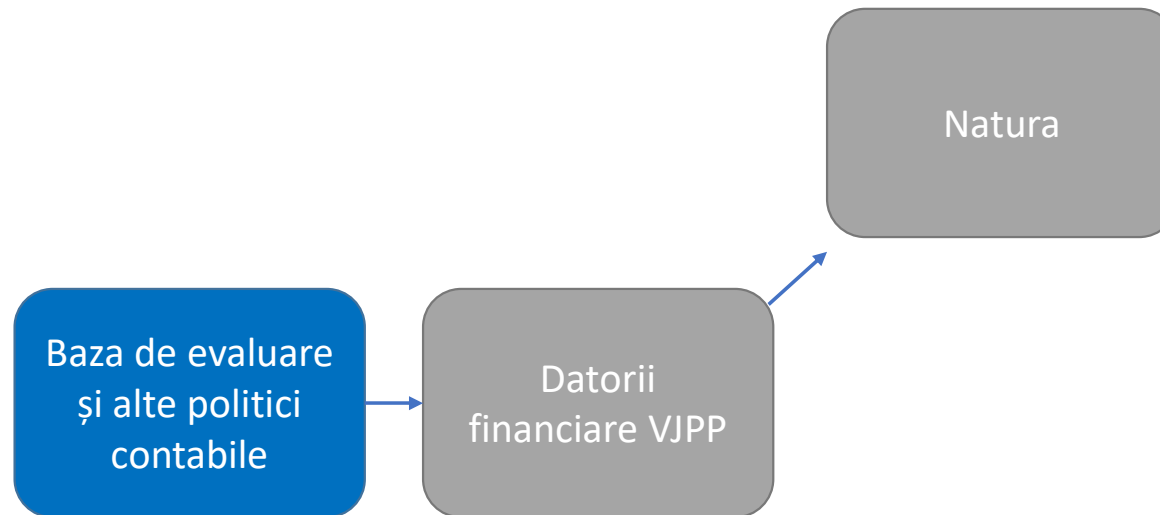 Natura
Baza de evaluare
și alte politici
contabile
Datorii
financiare VJPP